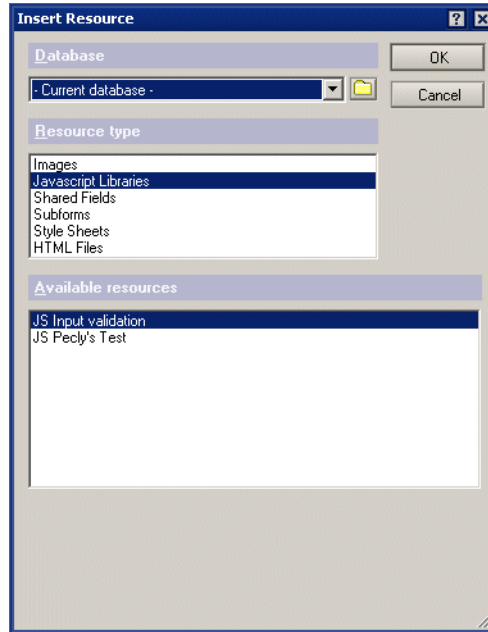 Insert Resource
Database
OK
- Current database -
Cancel
Resource type
Images
Javascript Libraries
Shared Fields
Subforms
Style Sheets
HTML Files
Available resources
JS Input validation
JS Pecly's Test